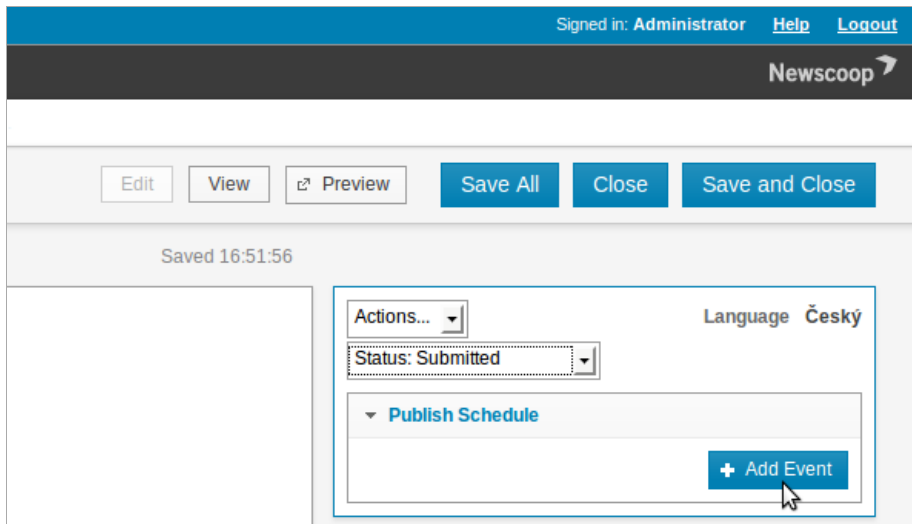 Signed in: Administrator Help Logout
Newscoop
Edit View Preview Save All Close Save and Close
Saved 16:51:56
Actions... Language Český
Status: Submitted
Publish Schedule
Add Event